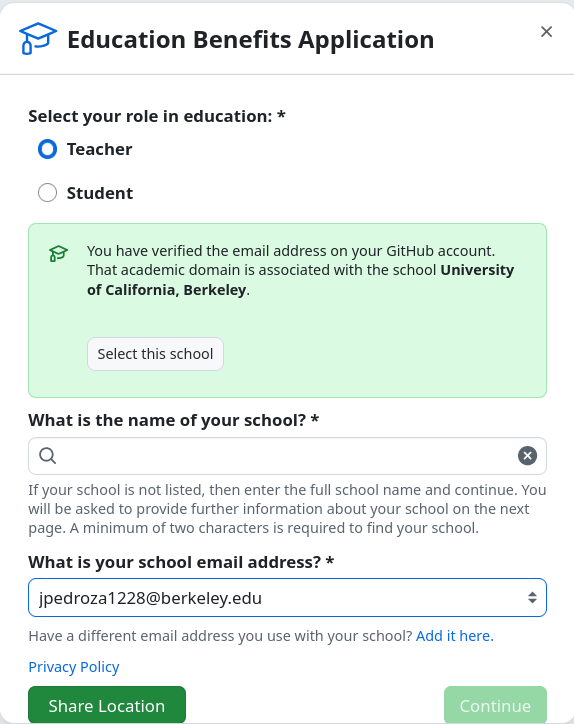 Education Benefits Application
Select your role in education: *
Teacher
Student
You have verified the email address on your GitHub account.
That academic domain is associated with the school University
of California, Berkeley.
Select this school
What is the name of your school? *
If your school is not listed, then enter the full school name and continue. You
will be asked to provide further information about your school on the next
page. A minimum of two characters is required to find your school.
What is your school email address? *
jpedroza1228@berkeley.edu
Have a different email address you use with your school? Add it here.
Privacy Policy
Share Location
Continue